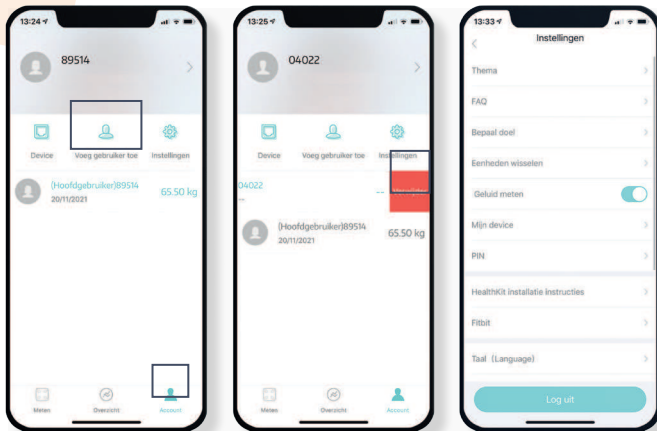 13:24
89514
Device
Voeg gebruiker toe
Instellingen
(Hoofdgebruiker)89514
65.50 kg
20/11/2021
Meten
Overzicht
Account
13:25
04022
Device
Voeg gebruiker toe
Instellingen
04022
--
--
(Hoofdgebruiker)89514
65.50 kg
20/11/2021
Meten
Overzicht
Account
13:33
Instellingen
Thema
FAQ
Bepaal doel
Eenheden wisselen
Geluid meten
Mijn device
PIN
HealthKit installatie instructies
Fitbit
Taal (Language)
Log uit